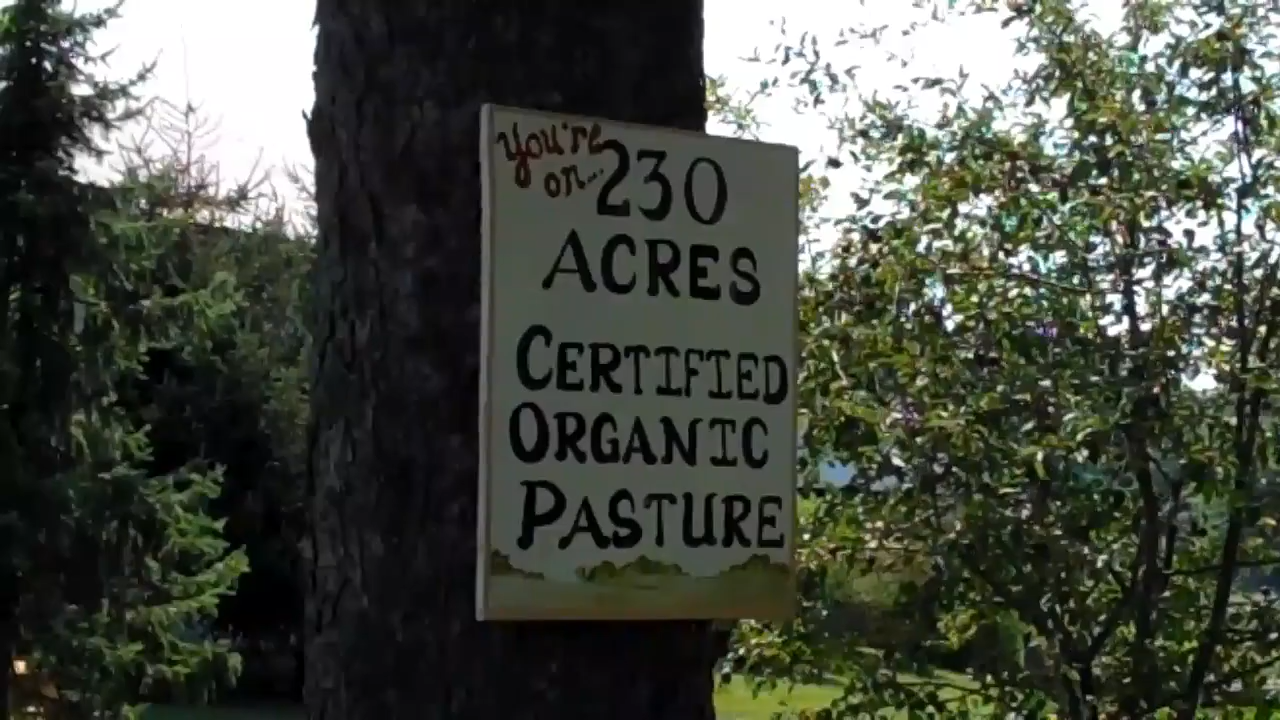 You're
on... 230
ACRES
CERTIFIED
ORGANIC
PASTURE